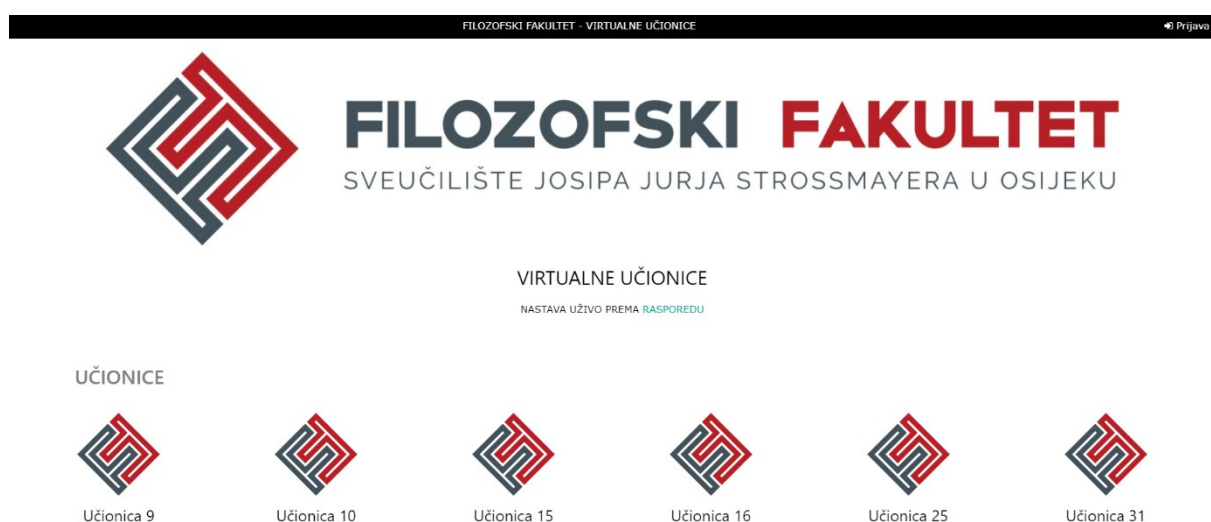 FILOZOFSKI FAKULTET - VIRTUALNE UČIONICE
Prijava
FILOZOFSKI FAKULTET
SVEUČILIŠTE JOSIPA JURJA STROSSMAYERA U OSIJEKU
VIRTUALNE UČIONICE
NASTAVA UŽIVO PREMA RASPOREDU
UČIONICE
Učionica 9
Učionica 10
Učionica 15
Učionica 16
Učionica 25
Učionica 31